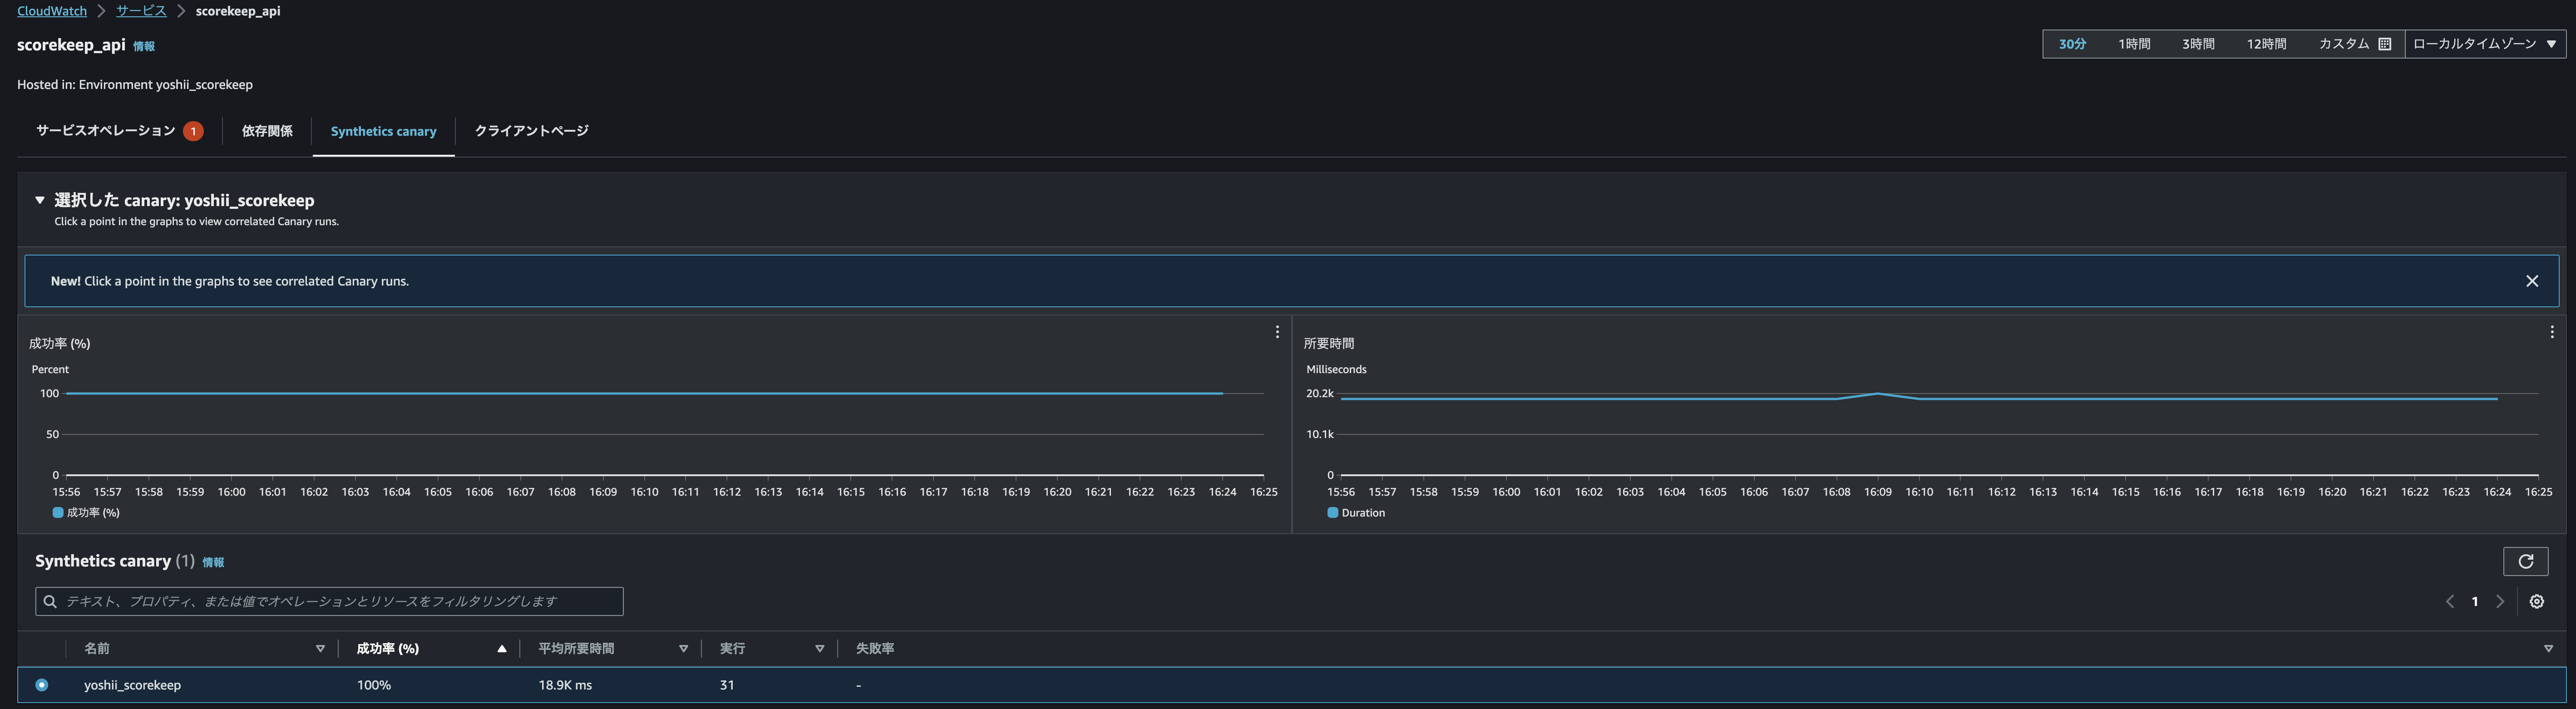 CloudWatch > サービス > scorekeep_api
scorekeep_api 情報
30分 1時間 3時間 12時間 カスタム ローカルタイムゾーン
Hosted in: Environment yoshii_scorekeep
サービスオペレーション 1 依存関係 Synthetics canary クライアントページ
選択した canary: yoshii_scorekeep
Click a point in the graphs to view correlated Canary runs.
New! Click a point in the graphs to see correlated Canary runs.
成功率 (%)
Percent
100
50
0
15:56 15:57 15:58 15:59 16:00 16:01 16:02 16:03 16:04 16:05 16:06 16:07 16:08 16:09 16:10 16:11 16:12 16:13 16:14 16:15 16:16 16:17 16:18 16:19 16:20 16:21 16:22 16:23 16:24 16:25
成功率 (%)
所要時間
Milliseconds
20.2k
10.1k
0
15:56 15:57 15:58 15:59 16:00 16:01 16:02 16:03 16:04 16:05 16:06 16:07 16:08 16:09 16:10 16:11 16:12 16:13 16:14 16:15 16:16 16:17 16:18 16:19 16:20 16:21 16:22 16:23 16:24 16:25
Duration
Synthetics canary (1) 情報
テキスト、プロパティ、または値でオペレーションとリソースをフィルタリングします
1
名前 成功率 (%) 平均所要時間 実行 失敗率
yoshii_scorekeep 100% 18.9K ms 31 -